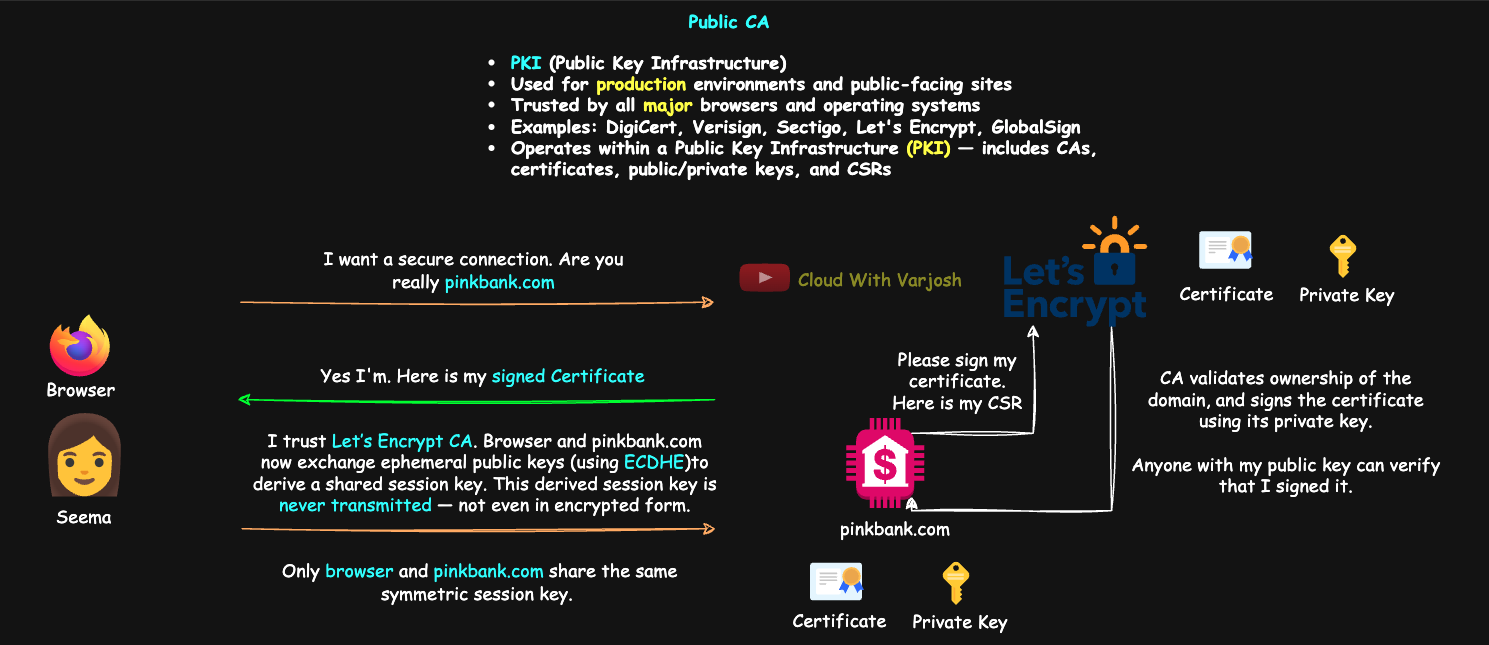 Public CA
• PKI (Public Key Infrastructure)
• Used for production environments and public-facing sites
• Trusted by all major browsers and operating systems
• Examples: DigiCert, Verisign, Sectigo, Let's Encrypt, GlobalSign
• Operates within a Public Key Infrastructure (PKI) — includes CAs,
certificates, public/private keys, and CSRs
I want a secure connection. Are you
really pinkbank.com
Cloud With Varjosh
Let's
Encrypt
Certificate
Private Key
Browser
Yes I'm. Here is my signed Certificate
Please sign my
certificate.
Here is my CSR
CA validates ownership of the
domain, and signs the certificate
using its private key.
Anyone with my public key can verify
that I signed it.
I trust Let's Encrypt CA. Browser and pinkbank.com
now exchange ephemeral public keys (using ECDHE)to
derive a shared session key. This derived session key is
never transmitted — not even in encrypted form.
Seema
$
pinkbank.com
Only browser and pinkbank.com share the same
symmetric session key.
Certificate
Private Key